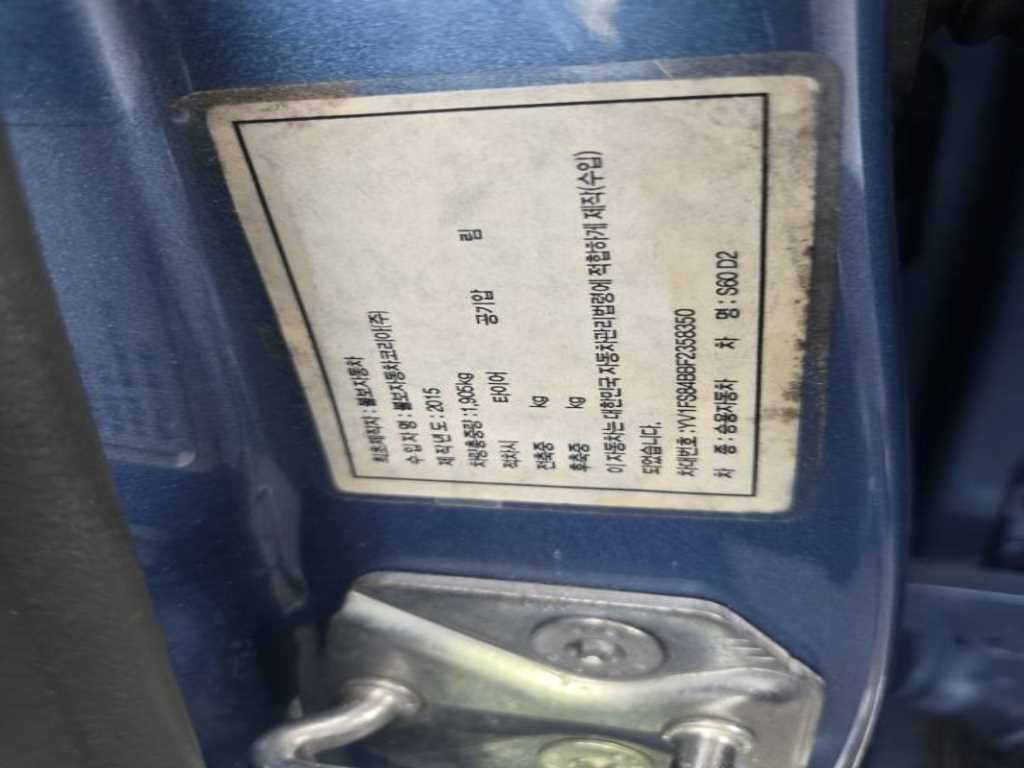 최초제작자 : 볼보자동차
수 입 자 명 : 볼보자동차코리아(주)
제 작 년 도 : 2015
차량총중량 : 1,905kg
적차시 타이어 공기압 림
전축중 kg
후축중 kg
이 자동차는 대한민국 자동차관리법령에 적합하게 제작(수입)
되었습니다.
차대번호 : YV1FS84BBF2358350
차 종 : 승용자동차 차 명 : S60 D2